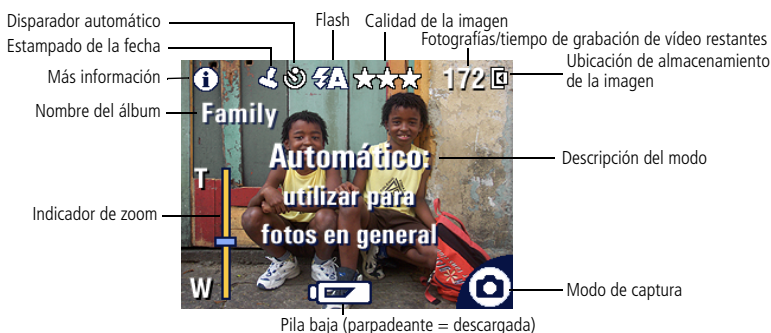 Disparador automático
Flash
Calidad de la imagen
Estampado de la fecha
Fotografías/tiempo de grabación de vídeo restantes
Más información
Ubicación de almacenamiento
de la imagen
172
Nombre del álbum
Family
Automático:
utilizar para
fotos en general
Descripción del modo
T
Indicador de zoom
W
Modo de captura
Pila baja (parpadeante = descargada)